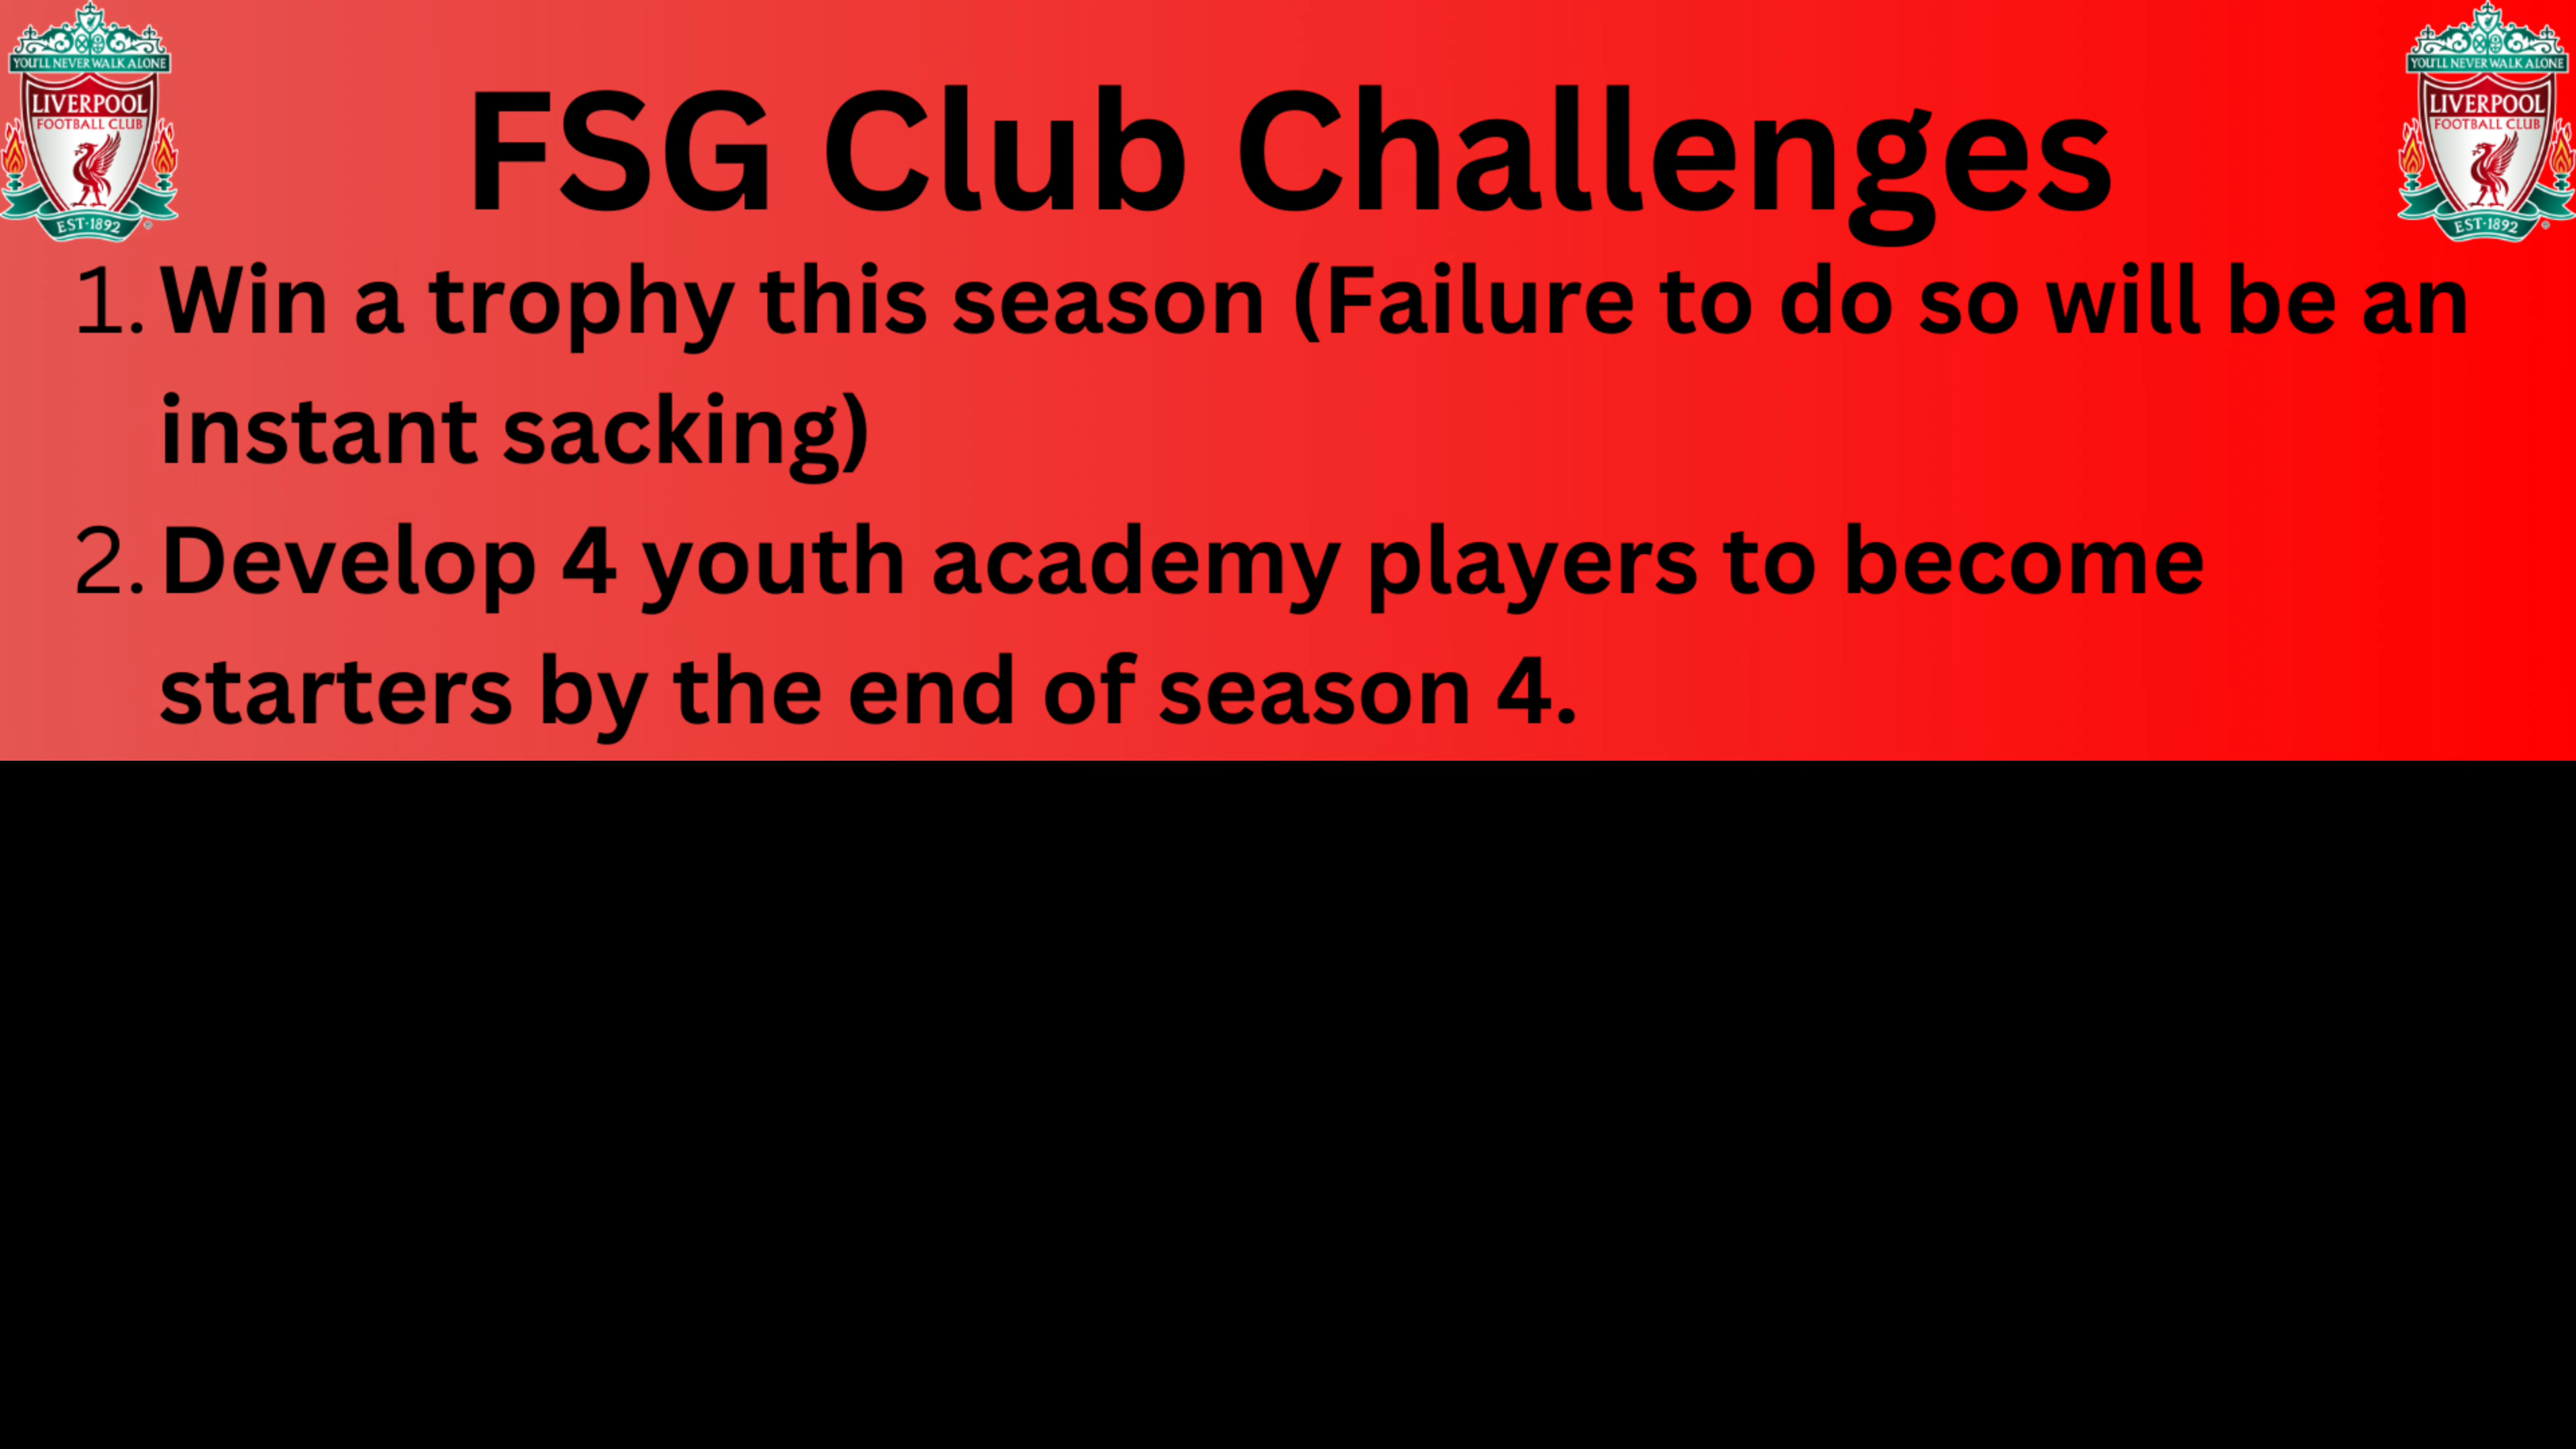 YOU'LL NEVER WALK ALONE
LIVERPOOL
FOOTBALL CLUB
EST·1892
YOU'LL NEVER WALK ALONE
LIVERPOOL
FOOTBALL CLUB
EST·1892
FSG Club Challenges
1. Win a trophy this season (Failure to do so will be an
instant sacking)
2. Develop 4 youth academy players to become
starters by the end of season 4.